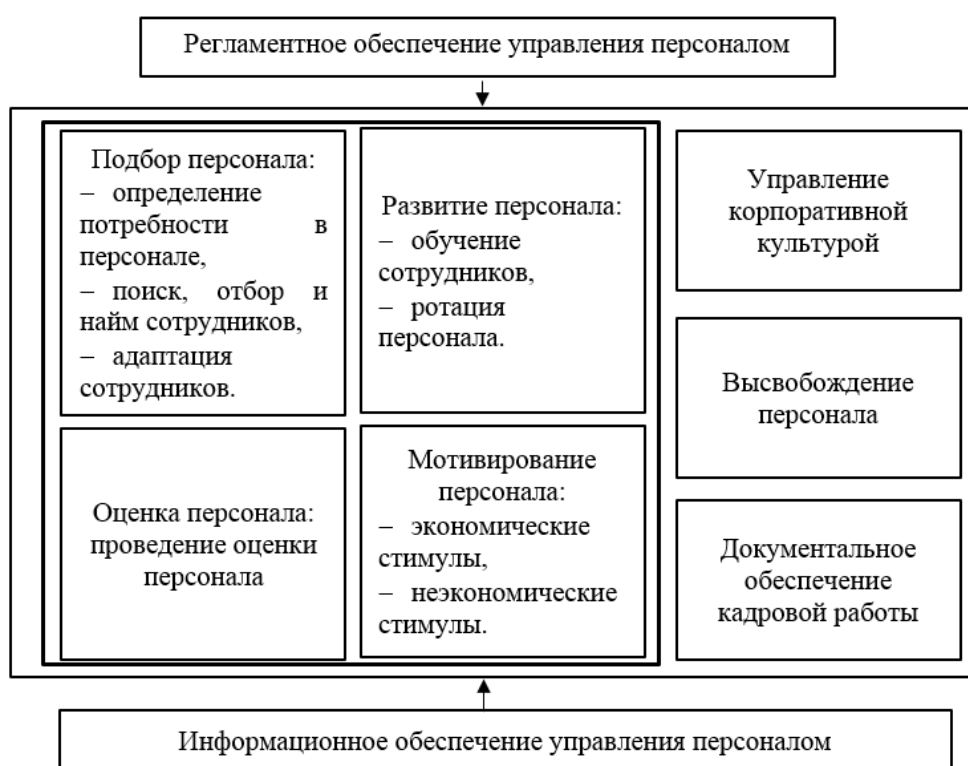 Регламентное обеспечение управления персоналом
Подбор персонала:
– определение
потребности в
персонале,
– поиск, отбор и
найм сотрудников,
– адаптация
сотрудников.
Развитие персонала:
– обучение
сотрудников,
– ротация
персонала.
Управление
корпоративной
культурой
Высвобождение
персонала
Оценка персонала:
проведение оценки
персонала
Мотивирование
персонала:
– экономические
стимулы,
– неэкономические
стимулы.
Документальное
обеспечение
кадровой работы
Информационное обеспечение управления персоналом